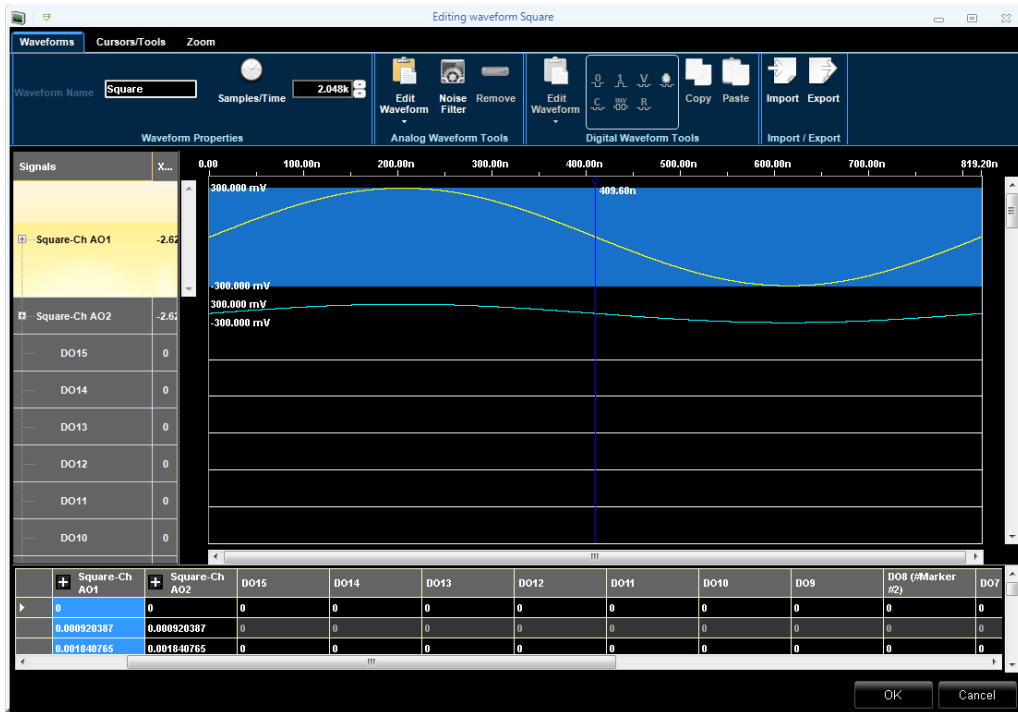 Editing waveform Square
Waveforms Cursors/Tools Zoom
Waveform Name Square Samples/Time 2.048k
Edit Waveform Noise Filter Remove
Edit Waveform 0 1 V C INV R Copy Paste Import Export
Waveform Properties Analog Waveform Tools Digital Waveform Tools Import / Export
Signals X... 0.00 100.00n 200.00n 300.00n 400.00n 500.00n 600.00n 700.00n 819.20n
300.000 mV 409.60n
Square-Ch AO1 -2.62
-300.000 mV
300.000 mV
Square-Ch AO2 -2.62
-300.000 mV
DO15 0
DO14 0
DO13 0
DO12 0
DO11 0
DO10 0
Square-Ch AO1 Square-Ch AO2 DO15 DO14 DO13 DO12 DO11 DO10 DO9 DO8 (#Marker #2) DO7
0 0 0 0 0 0 0 0 0 0 0
0.000920387 0.000920387 0 0 0 0 0 0 0 0 0
0.001840765 0.001840765 0 0 0 0 0 0 0 0 0
OK Cancel